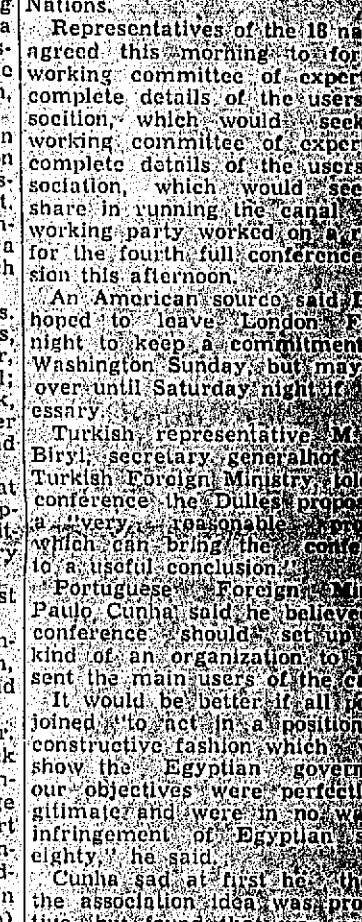 Nations.
Representatives of the 18 na
agreed this morning to for
working committee of exper
complete details of the users
socition, which would seek
working coinmittee of exper
complete details of the users
sociation, which would see
share in running the canal
working party worked on a r
for the fourth full conference
sion this afternoon.
An American source said
hoped to leave London F
night to keep a commitment
Washington Sunday, but may
over until Saturday night if
essary.
Turkish representative M
Biryl, secretary generalhof
Turkish Foreign Ministry tol
conference the Dulles propo
a "very reasonable
which can bring the confe
to a useful conclusion."
Portuguese Foreign Mi
Paulo Cunha said he believe
conference should set up
kind of an organization to
sent the main users of the c
It would be better if all p
joined "to act in a position
constructive fashion which
show the Egyptian govern
our objectives were perfectl
gitimate and were in no wa
infringement of Egyptian
eighty," he said.
Cunha sad at first he th
the association idea was pro